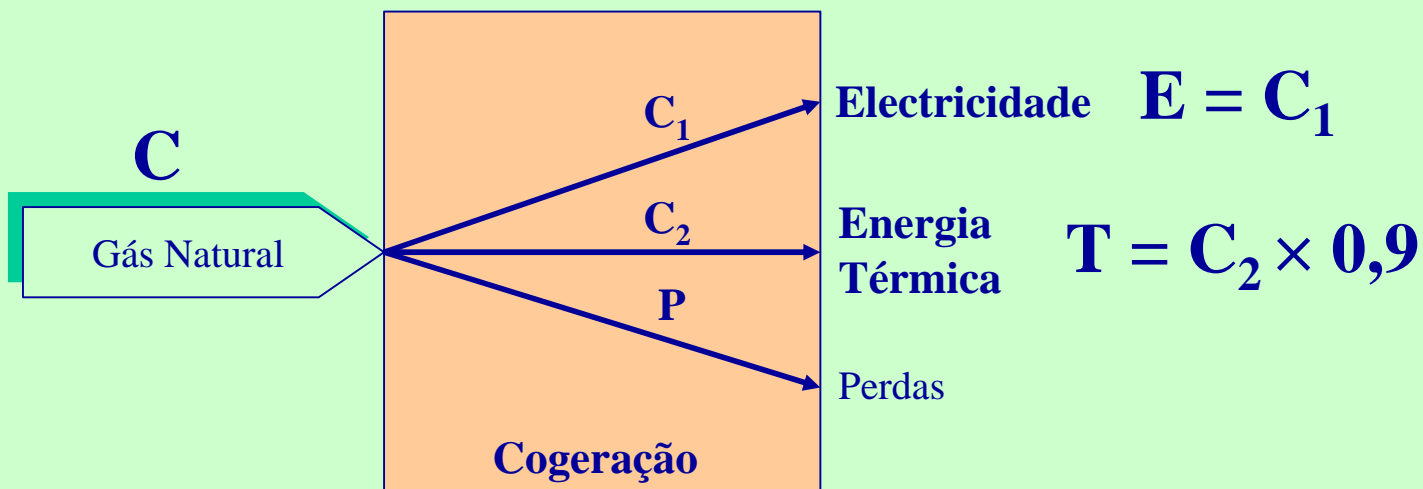 C
Gás Natural
C₁
C₂
P
Cogeração
Electricidade E = C₁
Energia
Térmica
T = C₂ × 0,9
Perdas